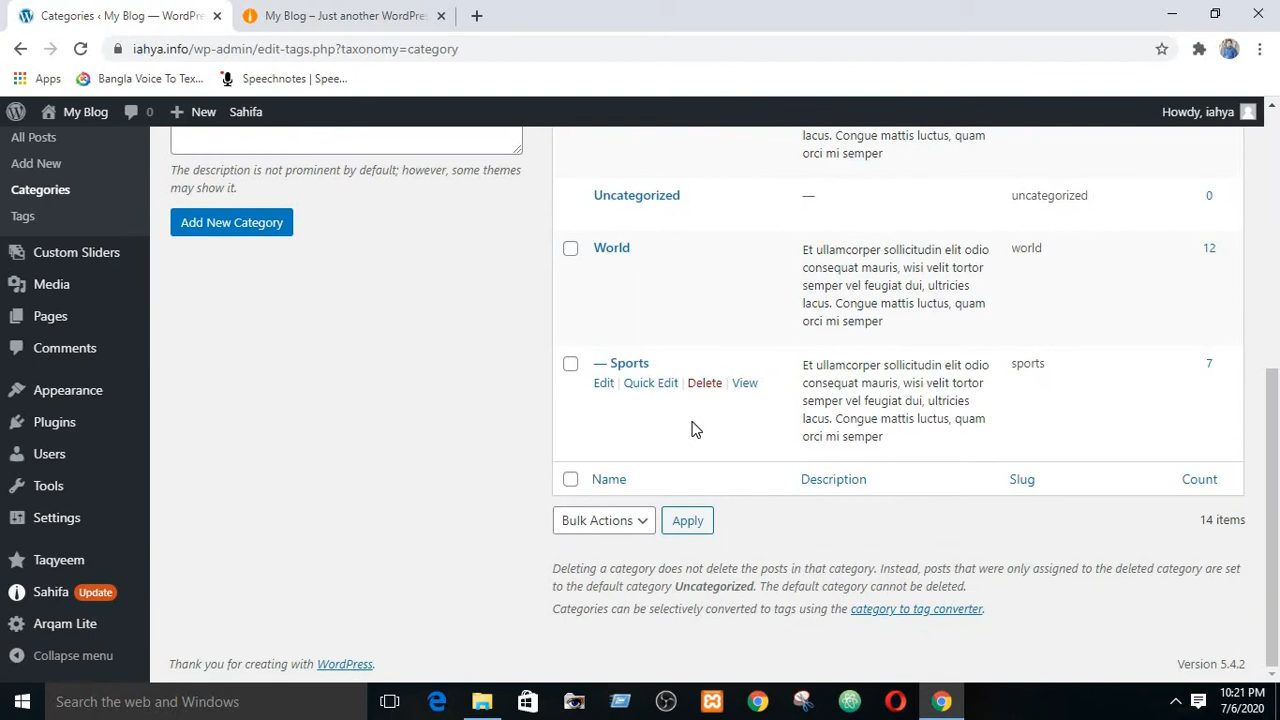 Categories ‹ My Blog — WordPre
My Blog – Just another WordPress
iahya.info/wp-admin/edit-tags.php?taxonomy=category
Apps
Bangla Voice To Tex...
Speechnotes | Spee...
My Blog
0
New
Sahifa
Howdy, iahya
All Posts
Add New
Categories
Tags
Custom Sliders
Media
Pages
Comments
Appearance
Plugins
Users
Tools
Settings
Taqyeem
Sahifa Update
Arqam Lite
Collapse menu
The description is not prominent by default; however, some themes
may show it.
Add New Category
lacus. Congue mattis luctus, quam
orci mi semper
Uncategorized
—
uncategorized
0
World
Et ullamcorper sollicitudin elit odio
consequat mauris, wisi velit tortor
semper vel feugiat dui, ultricies
lacus. Congue mattis luctus, quam
orci mi semper
world
12
— Sports
Edit | Quick Edit | Delete | View
Et ullamcorper sollicitudin elit odio
consequat mauris, wisi velit tortor
semper vel feugiat dui, ultricies
lacus. Congue mattis luctus, quam
orci mi semper
sports
7
Name
Description
Slug
Count
Bulk Actions
Apply
14 items
Deleting a category does not delete the posts in that category. Instead, posts that were only assigned to the deleted category are set
to the default category Uncategorized. The default category cannot be deleted.
Categories can be selectively converted to tags using the category to tag converter.
Thank you for creating with WordPress.
Version 5.4.2
Search the web and Windows
10:21 PM
7/6/2020